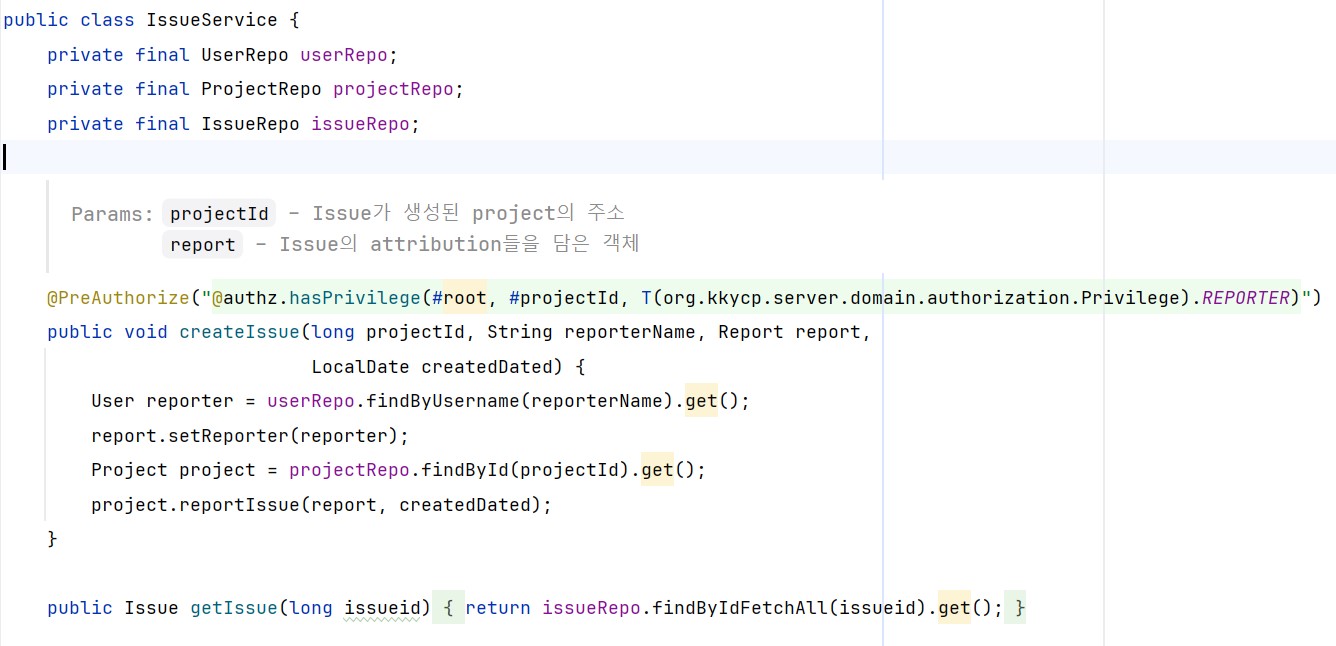 public class IssueService {
private final UserRepo userRepo;
private final ProjectRepo projectRepo;
private final IssueRepo issueRepo;
Params: projectId – Issue가 생성된 project의 주소
report – Issue의 attribution들을 담은 객체
@PreAuthorize("@authz.hasPrivilege(#root, #projectId, T(org.kkycp.server.domain.authorization.Privilege).REPORTER)")
public void createIssue(long projectId, String reporterName, Report report,
LocalDate createdDated) {
User reporter = userRepo.findByUsername(reporterName).get();
report.setReporter(reporter);
Project project = projectRepo.findById(projectId).get();
project.reportIssue(report, createdDated);
}
public Issue getIssue(long issueid) { return issueRepo.findByIdFetchAll(issueid).get(); }